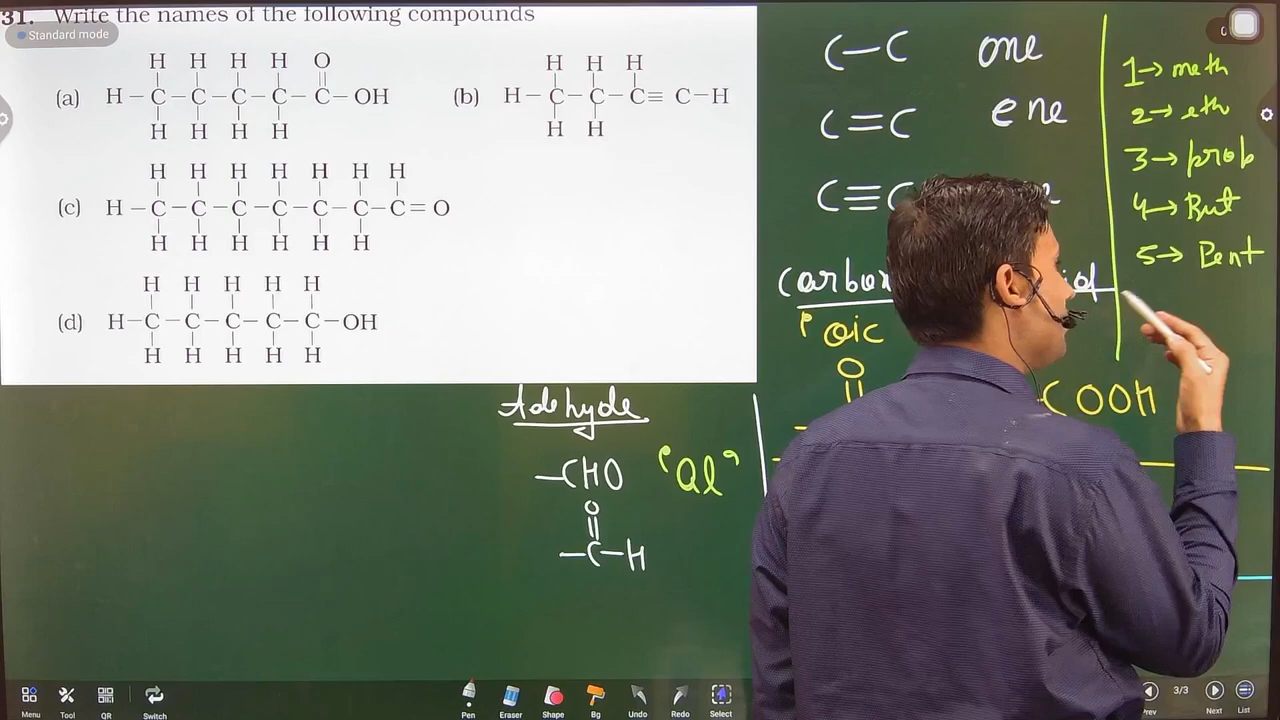 31. Write the names of the following compounds
Standard mode
H H H H O
(a) H – C – C – C – C – C – OH
H H H H
H H H
(b) H – C – C – C ≡ C – H
H H
H H H H H H H
(c) H – C – C – C – C – C – C – C = O
H H H H H H
H H H H H
(d) H – C – C – C – C – C – OH
H H H H H
C–C one
C=C ene
C≡C
1→ meth
2→ eth
3→ prob
4→ But
5→ Pent
oic
O
COOH
Adehyde
–CHO "al"
O
–C–H
Menu Tool QR Switch Pen Eraser Shape Bg Undo Redo Select 3/3 Next List